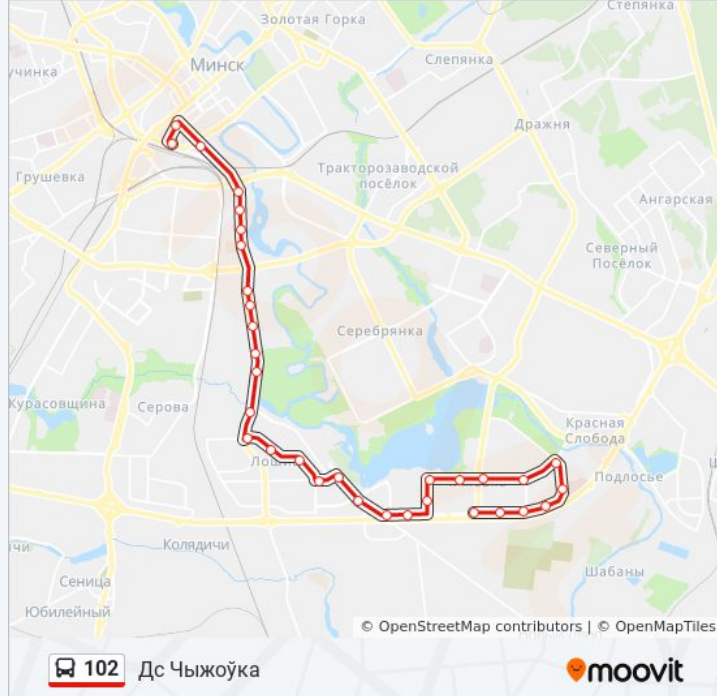 Степянка
Золотая Горка
Слепянка
Минск
учинка
Дражня
Тракторозаводской
посёлок
Грушевка
Ангарская
Северный
Посёлок
Серебрянка
Курасовщина
Серова
Красная
Слобода
Лошица
Подлосье
Колядичи
чи
Шабаны
Сеница
Юбилейный
© OpenStreetMap contributors | © OpenMapTiles
102 Дс Чыжоўка
moovit